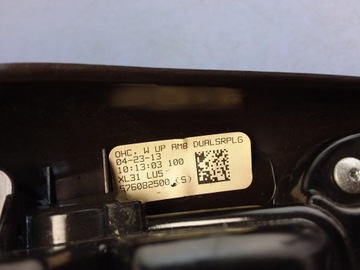 OHC, W UP AMB DUALSRPLG
04-23-13
10:13:03 100
XL31 LU5
576082500 (S)